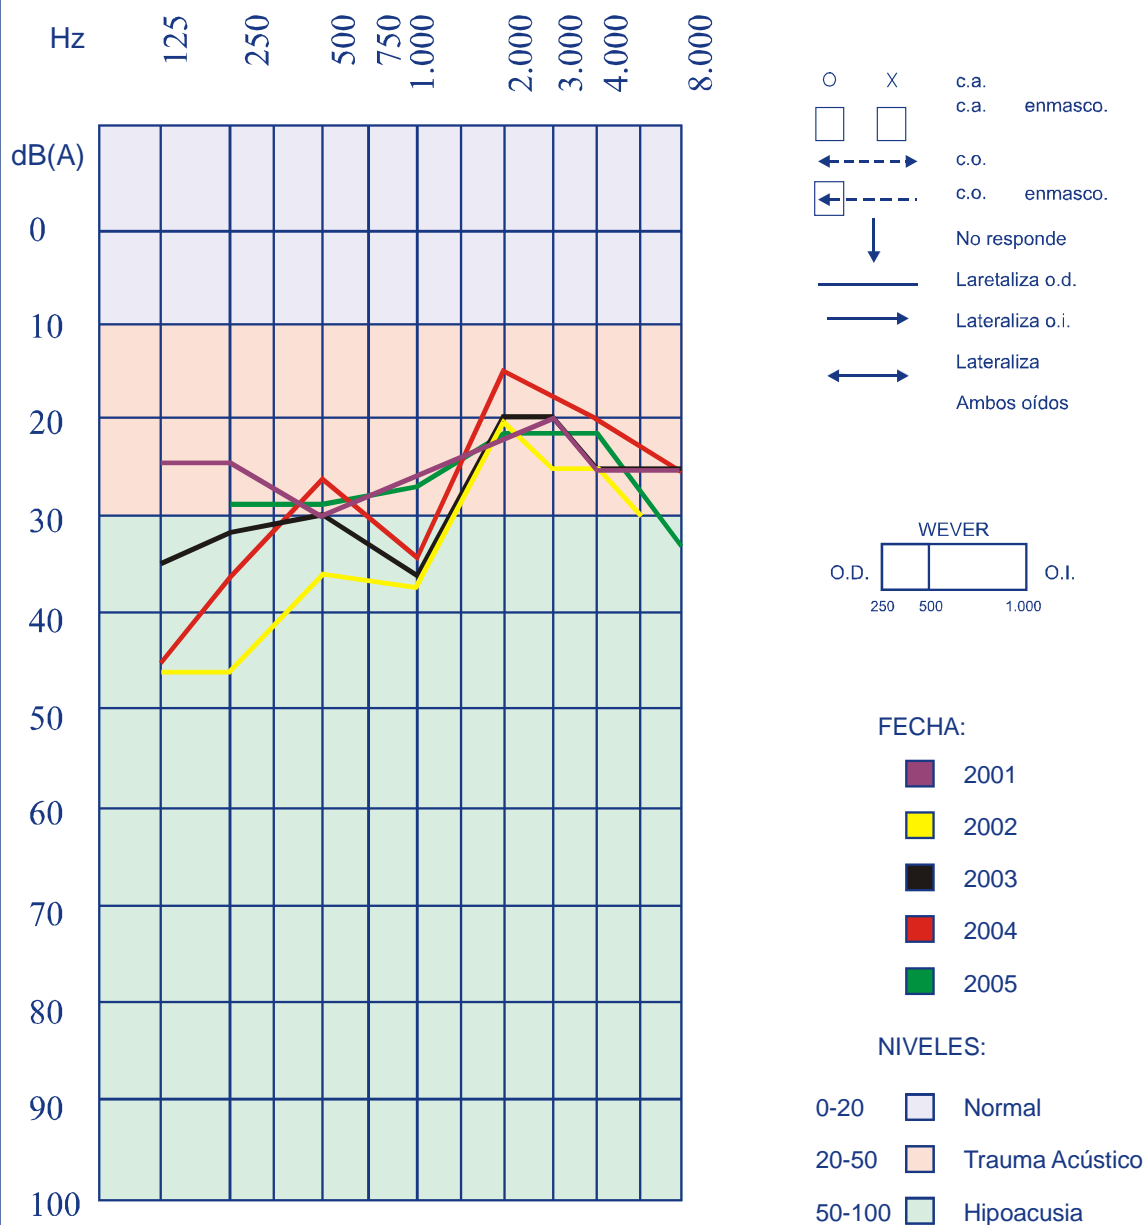 Hz 125 250 500 750 1.000 2.000 3.000 4.000 8.000
dB(A)
0
10
20
30
40
50
60
70
80
90
100
O X c.a.
c.a. enmasco.
c.o.
c.o. enmasco.
No responde
Laretaliza o.d.
Lateraliza o.i.
Lateraliza
Ambos oídos
WEVER
O.D. O.I.
250 500 1.000
FECHA:
2001
2002
2003
2004
2005
NIVELES:
0-20 Normal
20-50 Trauma Acústico
50-100 Hipoacusia